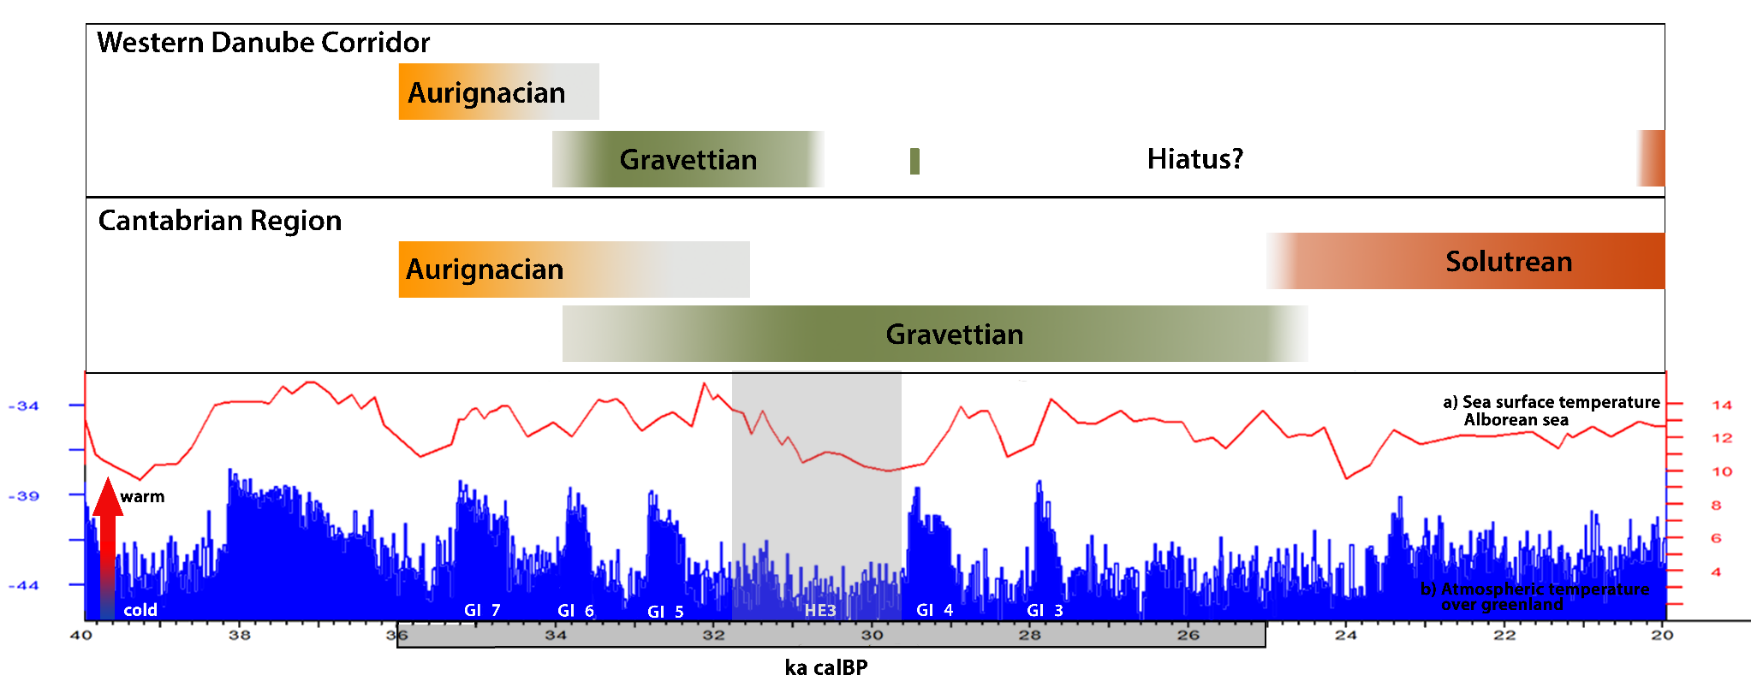 Western Danube Corridor
Aurignacian
Gravettian
Hiatus?
Cantabrian Region
Aurignacian
Solutrean
Gravettian
a) Sea surface temperature
Alborean sea
-34
14
12
10
-39
warm
8
6
-44
4
b) Atmospheric temperature
over greenland
cold
GI 7
GI 6
GI 5
HE3
GI 4
GI 3
40 38 36 34 32 30 28 26 24 22 20
ka calBP